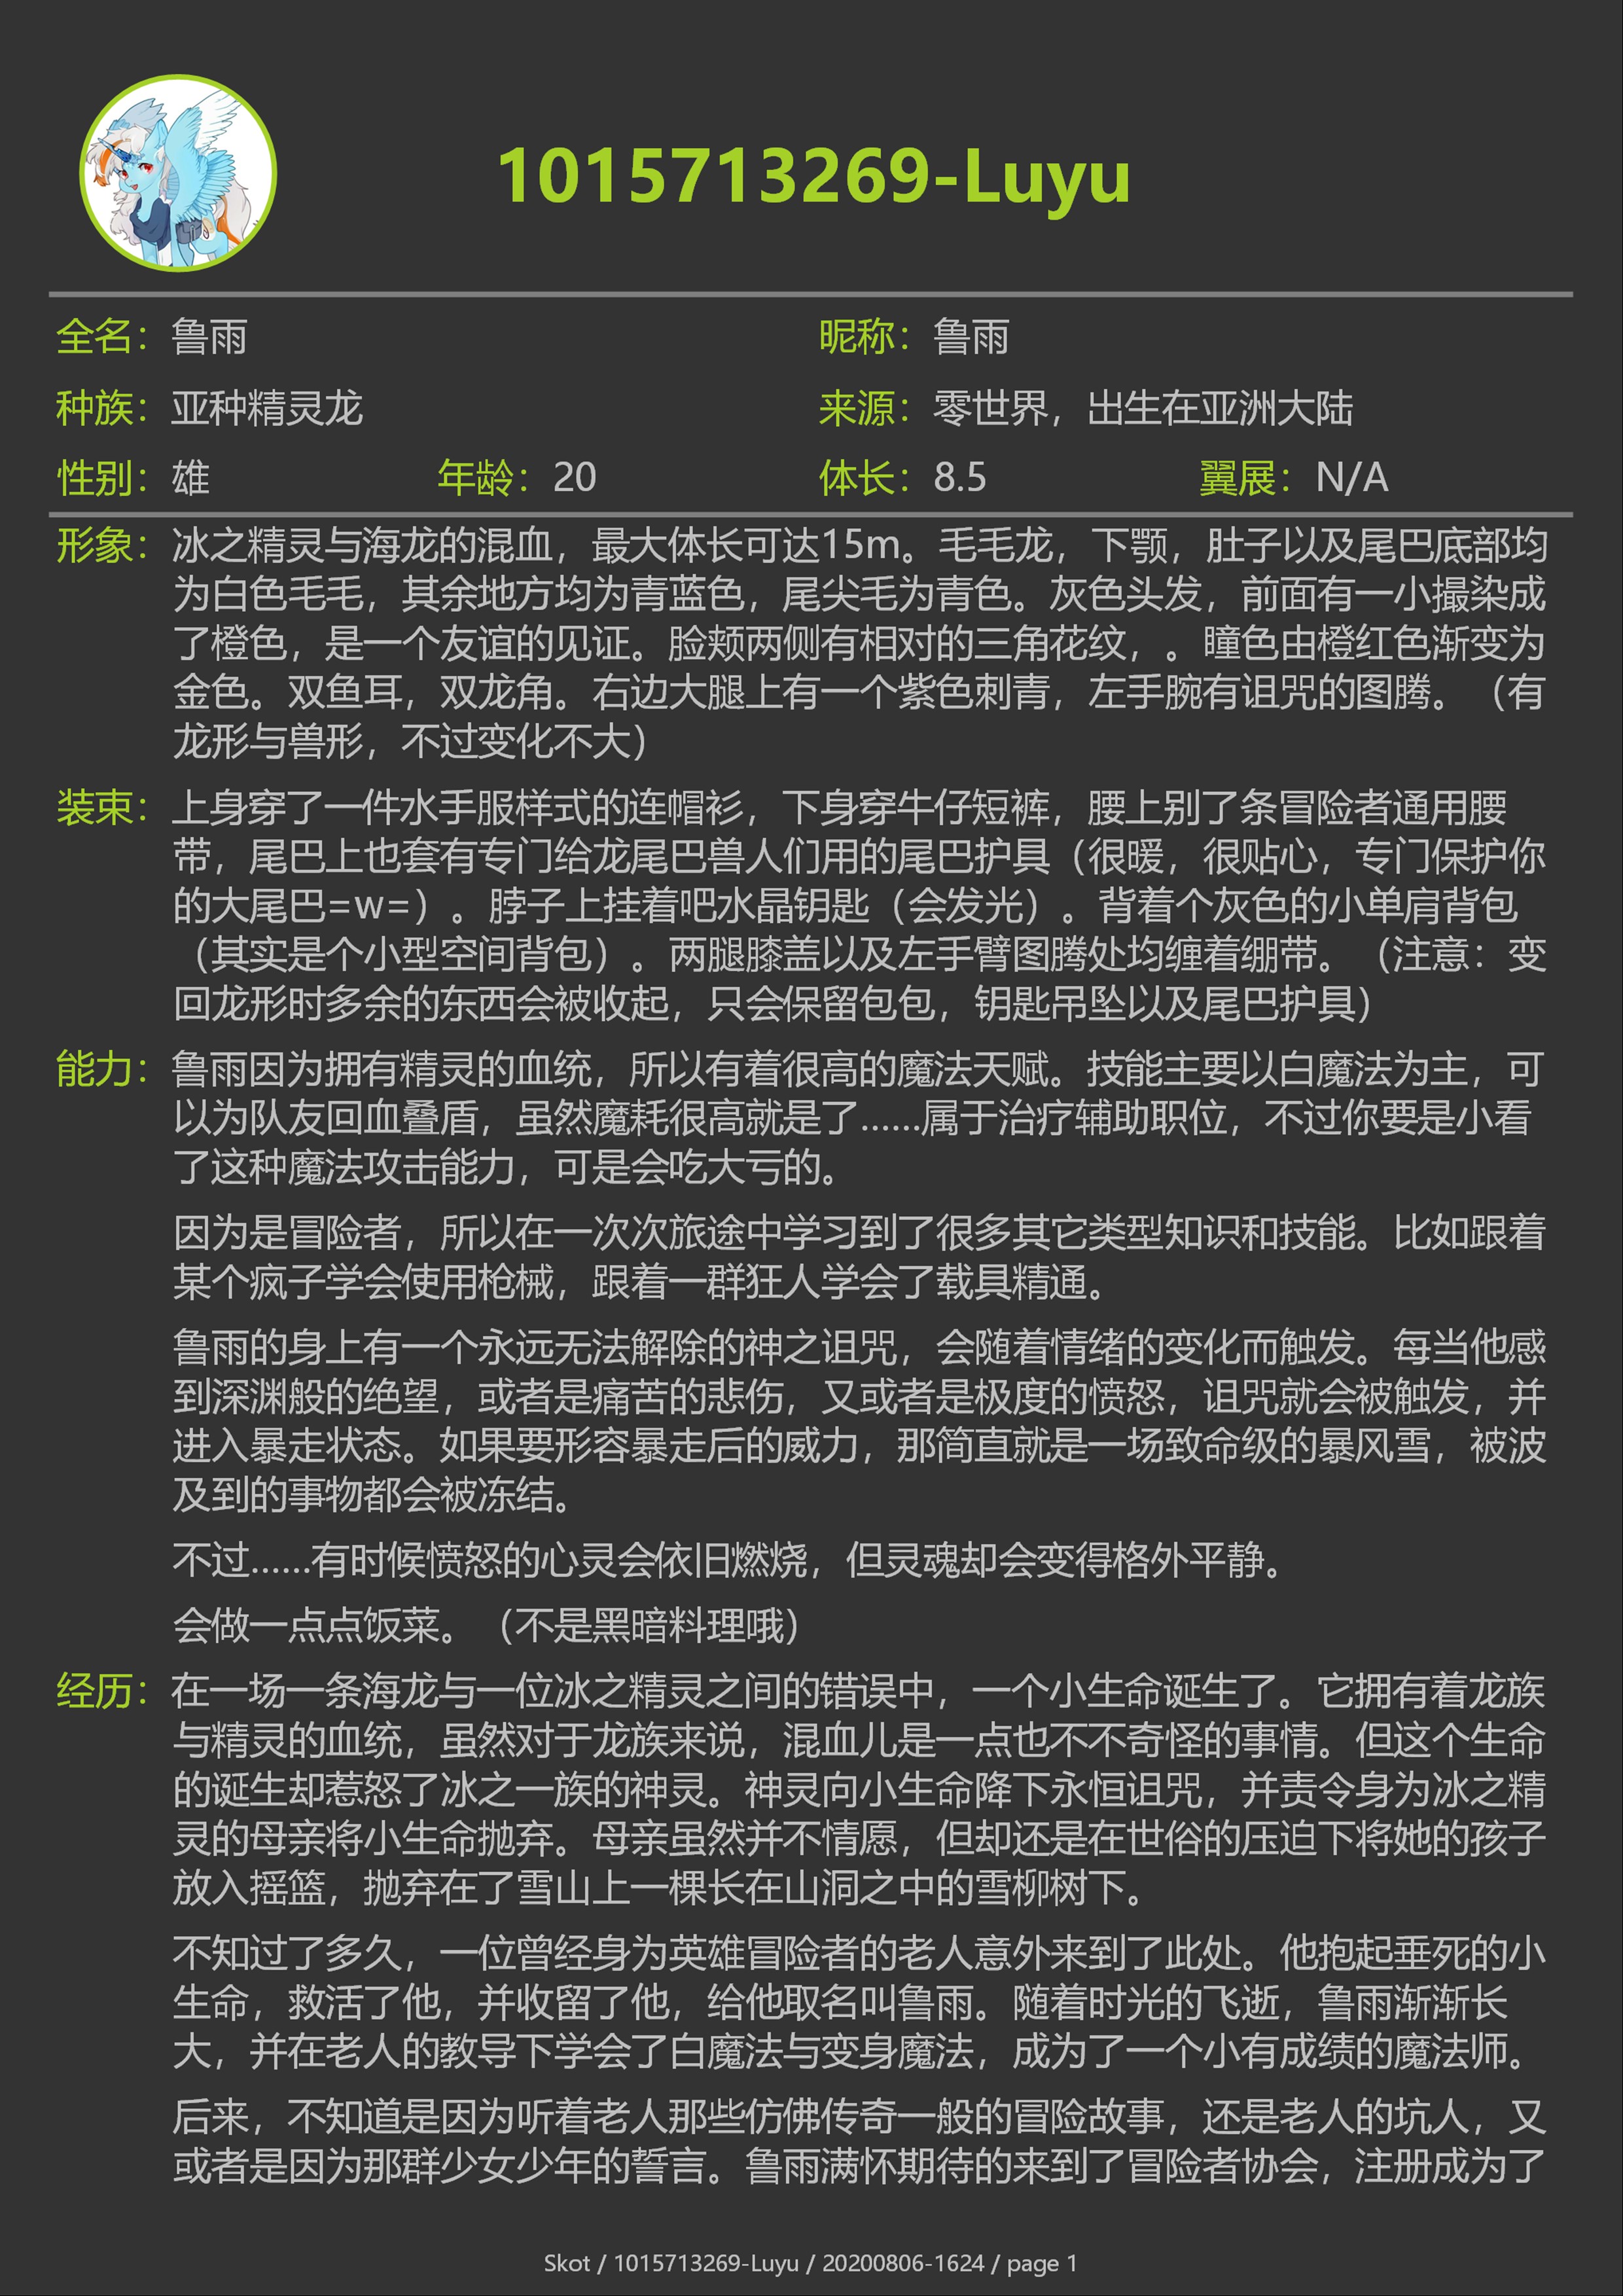 1015713269-Luyu
全名：鲁雨 昵称：鲁雨
种族：亚种精灵龙 来源：零世界，出生在亚洲大陆
性别：雄 年龄：20 体长：8.5 翼展：N/A
形象：冰之精灵与海龙的混血，最大体长可达15m。毛毛龙，下颚，肚子以及尾巴底部均
为白色毛毛，其余地方均为青蓝色，尾尖毛为青色。灰色头发，前面有一小撮染成
了橙色，是一个友谊的见证。脸颊两侧有相对的三角花纹，。瞳色由橙红色渐变为
金色。双鱼耳，双龙角。右边大腿上有一个紫色刺青，左手腕有诅咒的图腾。（有
龙形与兽形，不过变化不大）
装束：上身穿了一件水手服样式的连帽衫，下身穿牛仔短裤，腰上别了条冒险者通用腰
带，尾巴上也套有专门给龙尾巴兽人们用的尾巴护具（很暖，很贴心，专门保护你
的大尾巴=w=）。脖子上挂着吧水晶钥匙（会发光）。背着个灰色的小单肩背包
（其实是个小型空间背包）。两腿膝盖以及左手臂图腾处均缠着绷带。（注意：变
回龙形时多余的东西会被收起，只会保留包包，钥匙吊坠以及尾巴护具）
能力：鲁雨因为拥有精灵的血统，所以有着很高的魔法天赋。技能主要以白魔法为主，可
以为队友回血叠盾，虽然魔耗很高就是了……属于治疗辅助职位，不过你要是小看
了这种魔法攻击能力，可是会吃大亏的。
因为是冒险者，所以在一次次旅途中学习到了很多其它类型知识和技能。比如跟着
某个疯子学会使用枪械，跟着一群狂人学会了载具精通。
鲁雨的身上有一个永远无法解除的神之诅咒，会随着情绪的变化而触发。每当他感
到深渊般的绝望，或者是痛苦的悲伤，又或者是极度的愤怒，诅咒就会被触发，并
进入暴走状态。如果要形容暴走后的威力，那简直就是一场致命级的暴风雪，被波
及到的事物都会被冻结。
不过……有时候愤怒的心灵会依旧燃烧，但灵魂却会变得格外平静。
会做一点点饭菜。（不是黑暗料理哦）
经历：在一场一条海龙与一位冰之精灵之间的错误中，一个小生命诞生了。它拥有着龙族
与精灵的血统，虽然对于龙族来说，混血儿是一点也不不奇怪的事情。但这个生命
的诞生却惹怒了冰之一族的神灵。神灵向小生命降下永恒诅咒，并责令身为冰之精
灵的母亲将小生命抛弃。母亲虽然并不情愿，但却还是在世俗的压迫下将她的孩子
放入摇篮，抛弃在了雪山上一棵长在山洞之中的雪柳树下。
不知过了多久，一位曾经身为英雄冒险者的老人意外来到了此处。他抱起垂死的小
生命，救活了他，并收留了他，给他取名叫鲁雨。随着时光的飞逝，鲁雨渐渐长
大，并在老人的教导下学会了白魔法与变身魔法，成为了一个小有成绩的魔法师。
后来，不知道是因为听着老人那些仿佛传奇一般的冒险故事，还是老人的坑人，又
或者是因为那群少女少年的誓言。鲁雨满怀期待的来到了冒险者协会，注册成为了
Skot / 1015713269-Luyu / 20200806-1624 / page 1